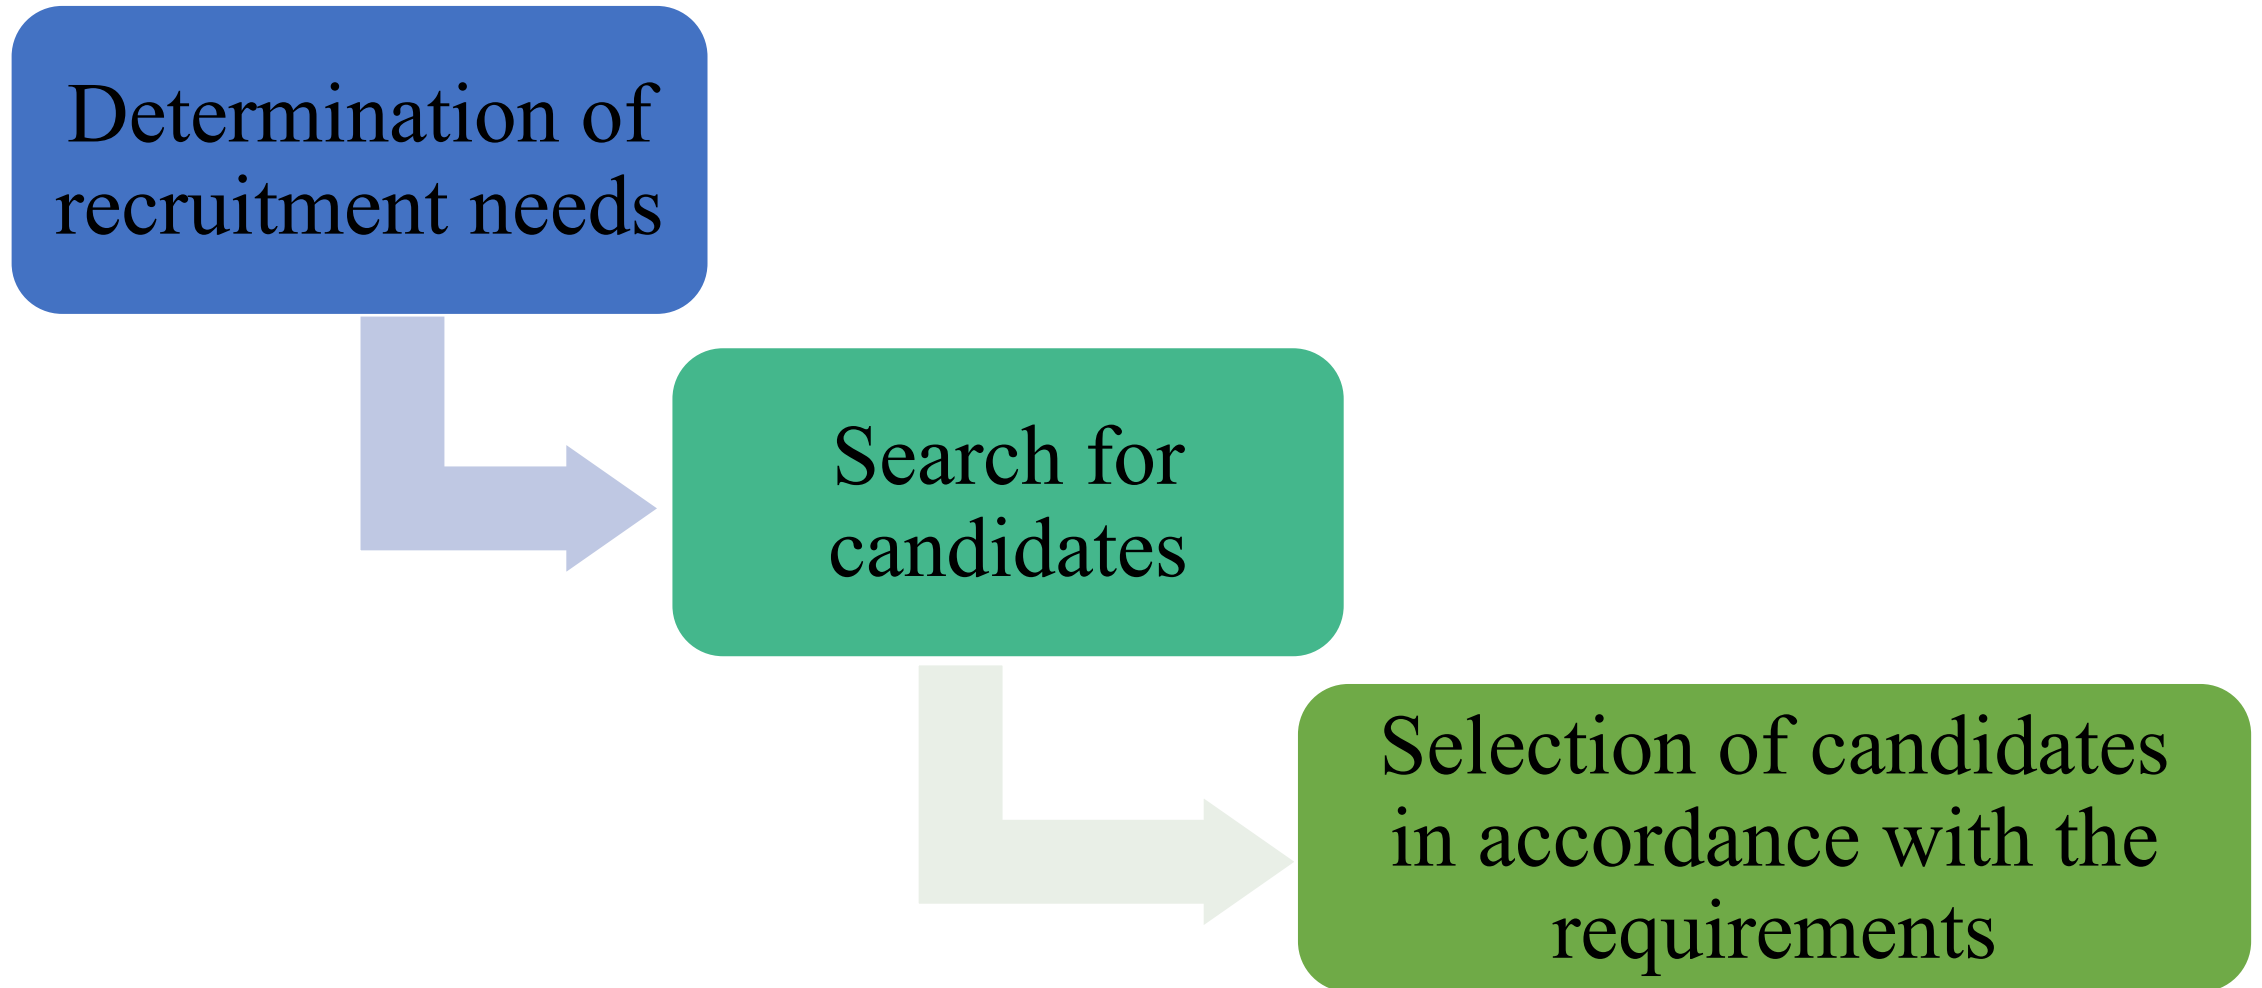 Determination of
recruitment needs
Search for
candidates
Selection of candidates
in accordance with the
requirements